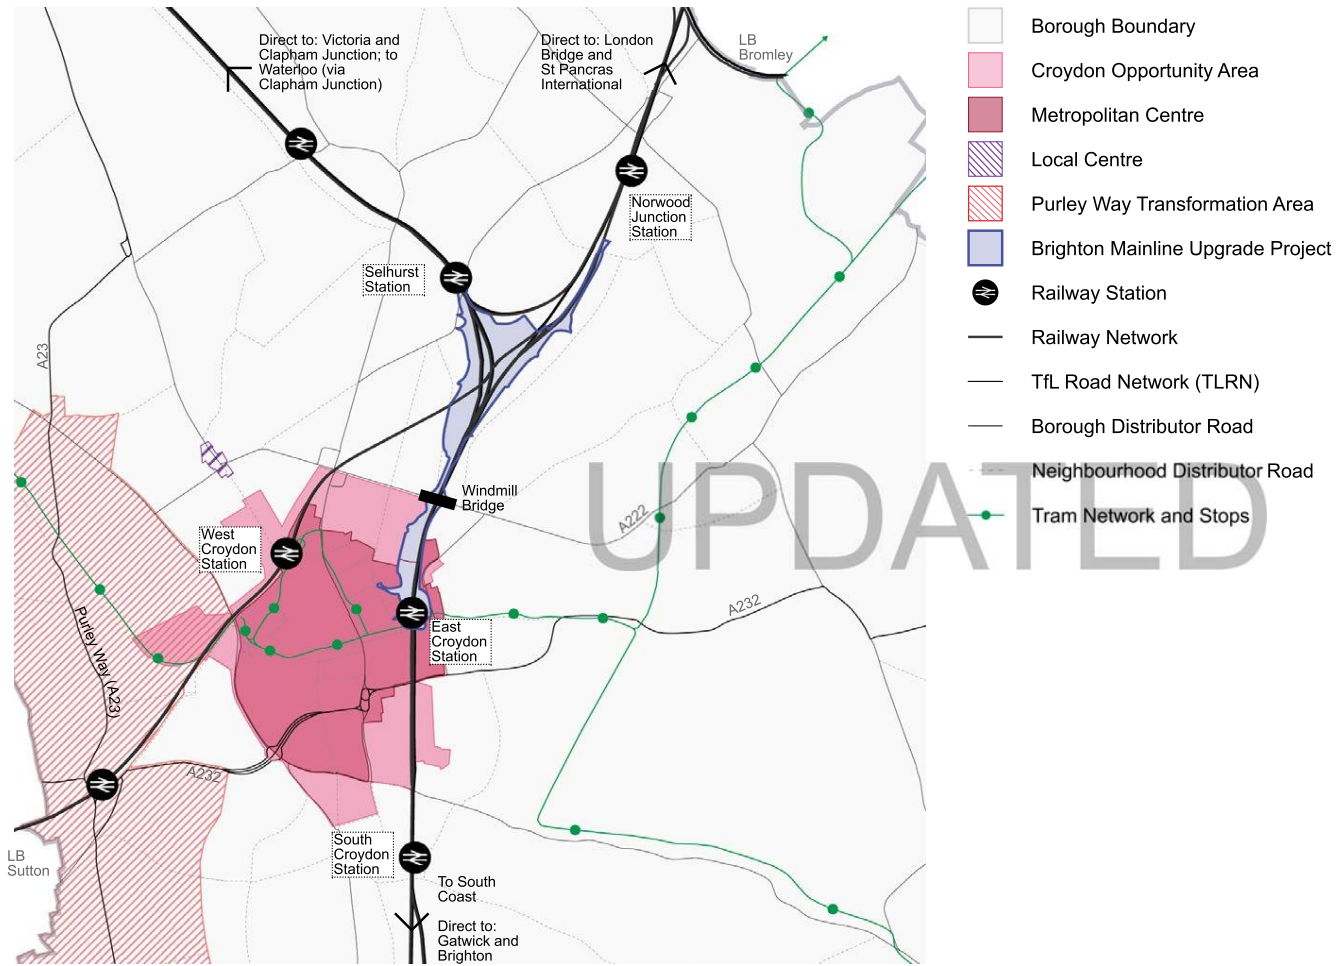 Direct to: Victoria and
Clapham Junction; to
Waterloo (via
Clapham Junction)
Direct to: London
Bridge and
St Pancras
International
LB
Bromley
Norwood
Junction
Station
Selhurst
Station
A23
Windmill
Bridge
West
Croydon
Station
A222
A232
East
Croydon
Station
Purley Way (A23)
A232
South
Croydon
Station
LB
Sutton
To South
Coast
Direct to:
Gatwick and
Brighton
Borough Boundary
Croydon Opportunity Area
Metropolitan Centre
Local Centre
Purley Way Transformation Area
Brighton Mainline Upgrade Project
Railway Station
Railway Network
TfL Road Network (TLRN)
Borough Distributor Road
Neighbourhood Distributor Road
Tram Network and Stops
UPDATED